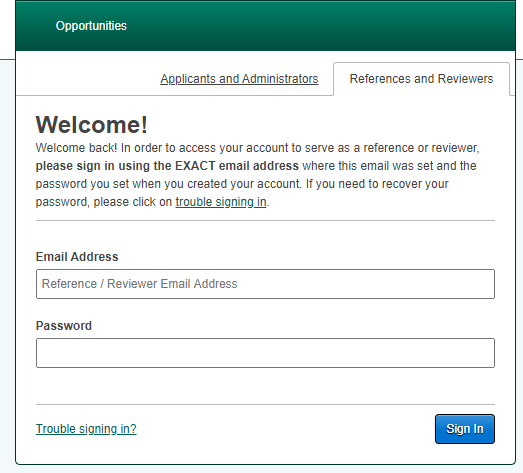 Opportunities
Applicants and Administrators
References and Reviewers
Welcome!
Welcome back! In order to access your account to serve as a reference or reviewer,
please sign in using the EXACT email address where this email was set and the
password you set when you created your account. If you need to recover your
password, please click on trouble signing in.
Email Address
Reference / Reviewer Email Address
Password
Trouble signing in?
Sign In